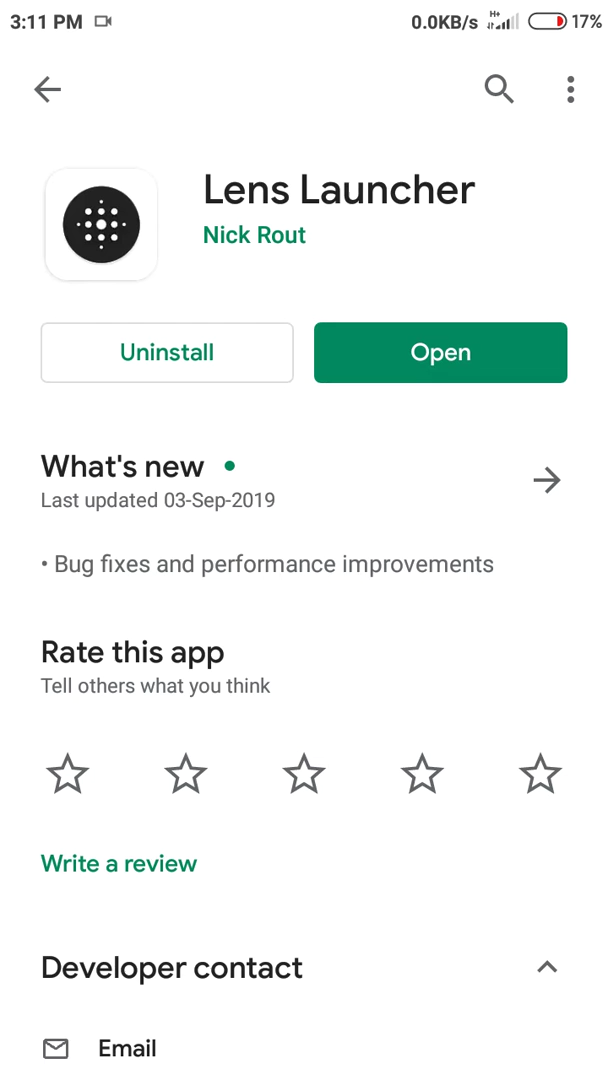 3:11 PM
0.0KB/s H+ 17%
Lens Launcher
Nick Rout
Uninstall
Open
What's new
Last updated 03-Sep-2019
• Bug fixes and performance improvements
Rate this app
Tell others what you think
Write a review
Developer contact
Email